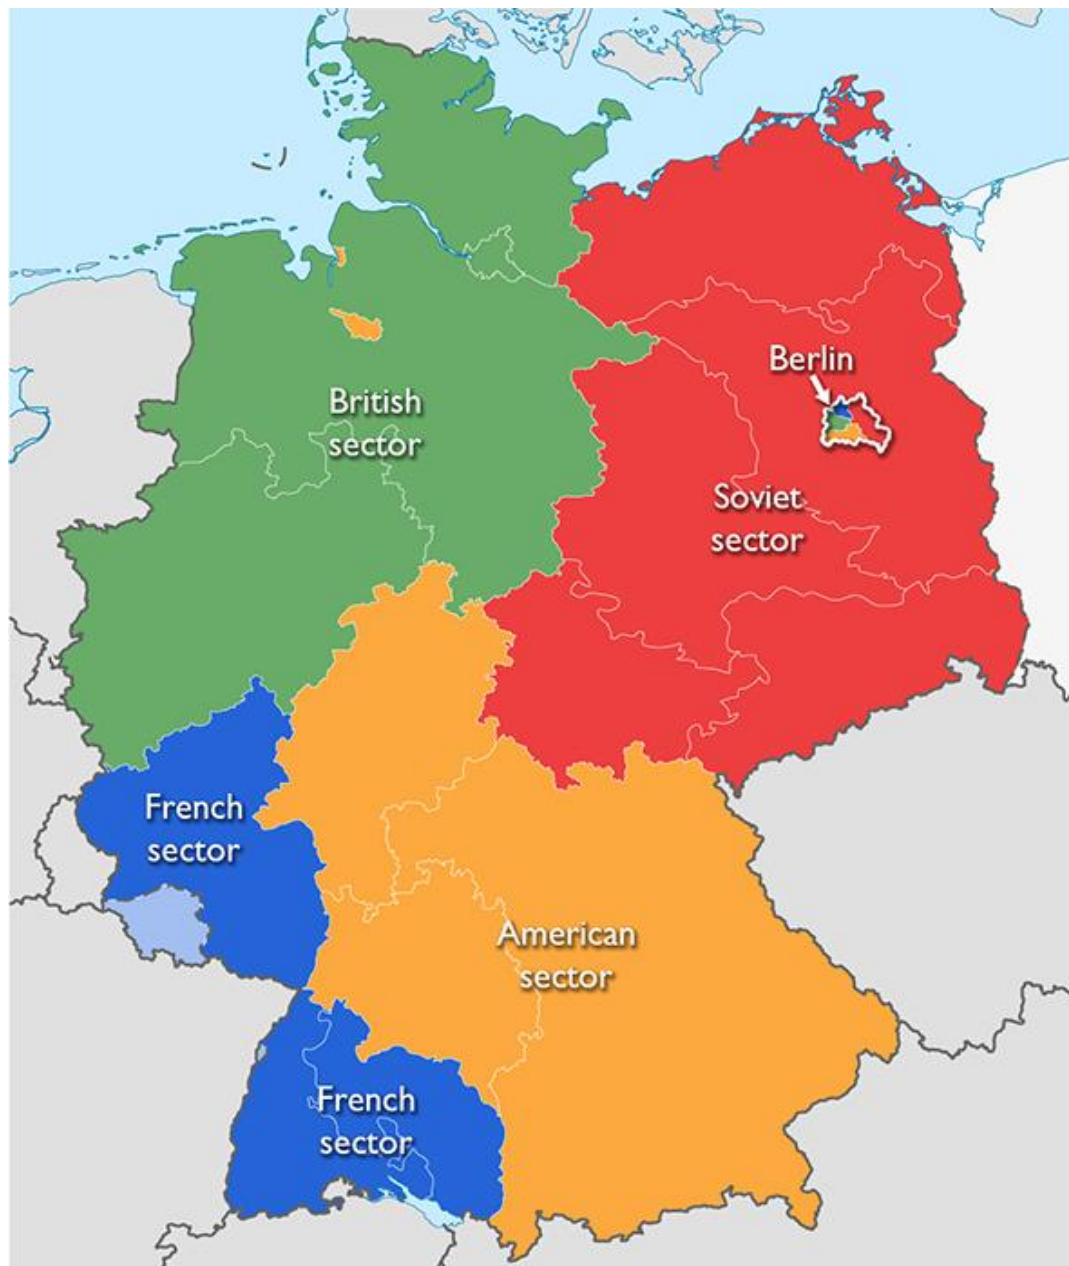 Berlin
British
sector
Soviet
sector
French
sector
American
sector
French
sector